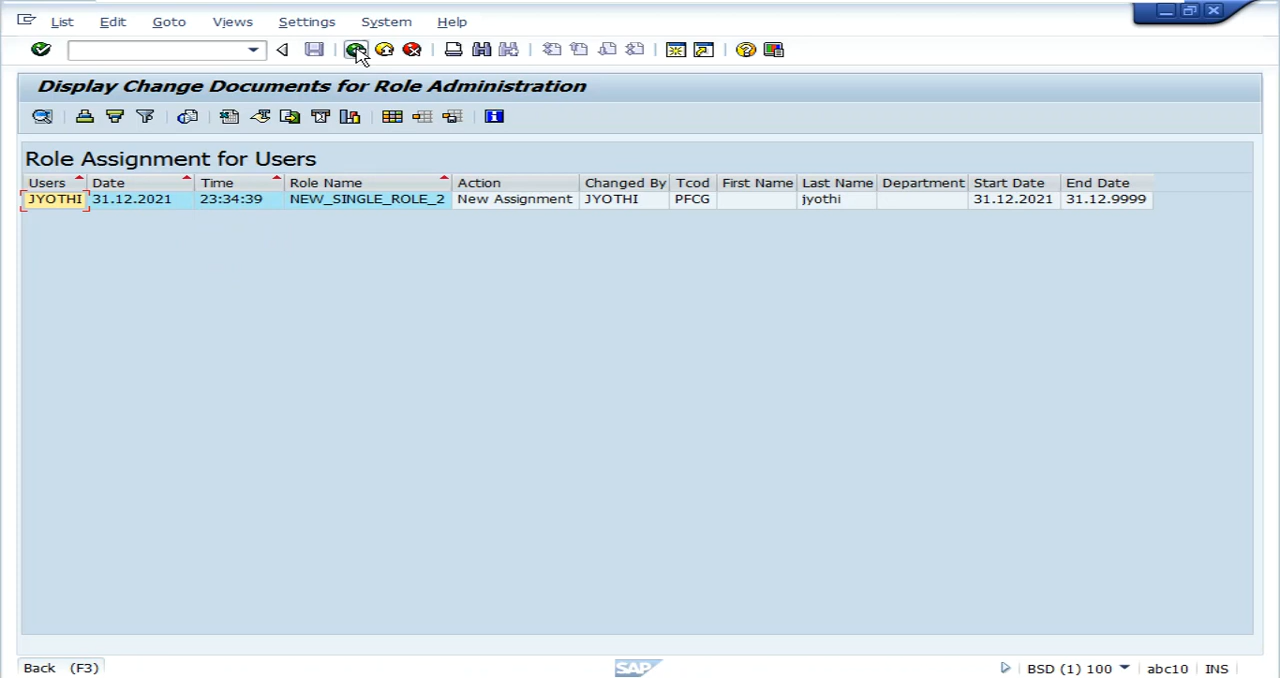 List Edit Goto Views Settings System Help
Display Change Documents for Role Administration
Role Assignment for Users
Users Date Time Role Name Action Changed By Tcod First Name Last Name Department Start Date End Date
JYOTHI 31.12.2021 23:34:39 NEW_SINGLE_ROLE_2 New Assignment JYOTHI PFCG jyothi 31.12.2021 31.12.9999
Back (F3) SAP BSD (1) 100 abc10 INS